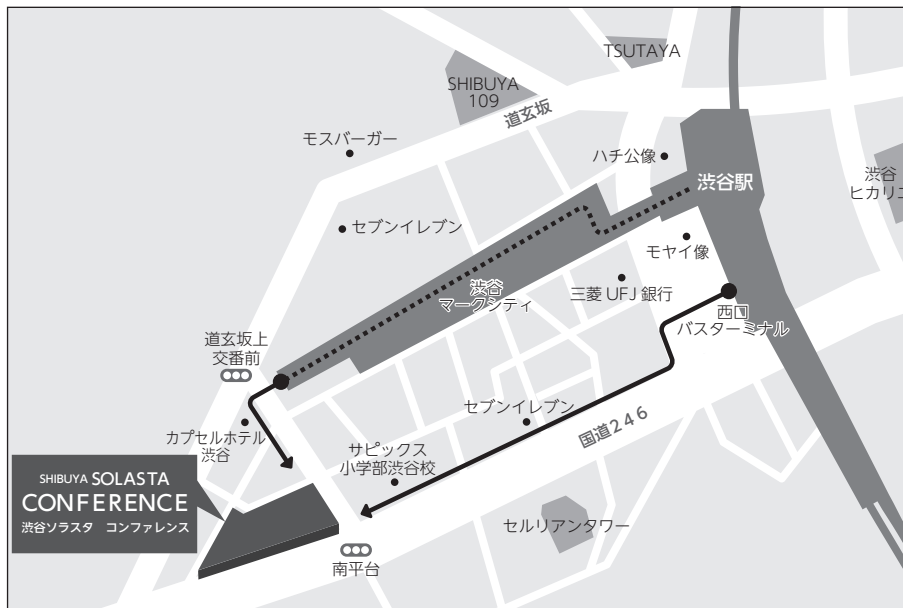 TSUTAYA
SHIBUYA
109
道玄坂
モスバーガー
ハチ公像
渋谷駅
渋谷
ヒカリエ
セブンイレブン
モヤイ像
渋谷
マークシティ
三菱 UFJ 銀行
西口
バスターミナル
道玄坂上
交番前
セブンイレブン
国道246
カプセルホテル
渋谷
サピックス
小学部渋谷校
SHIBUYA SOLASTA
CONFERENCE
渋谷ソラスタ コンファレンス
セルリアンタワー
南平台